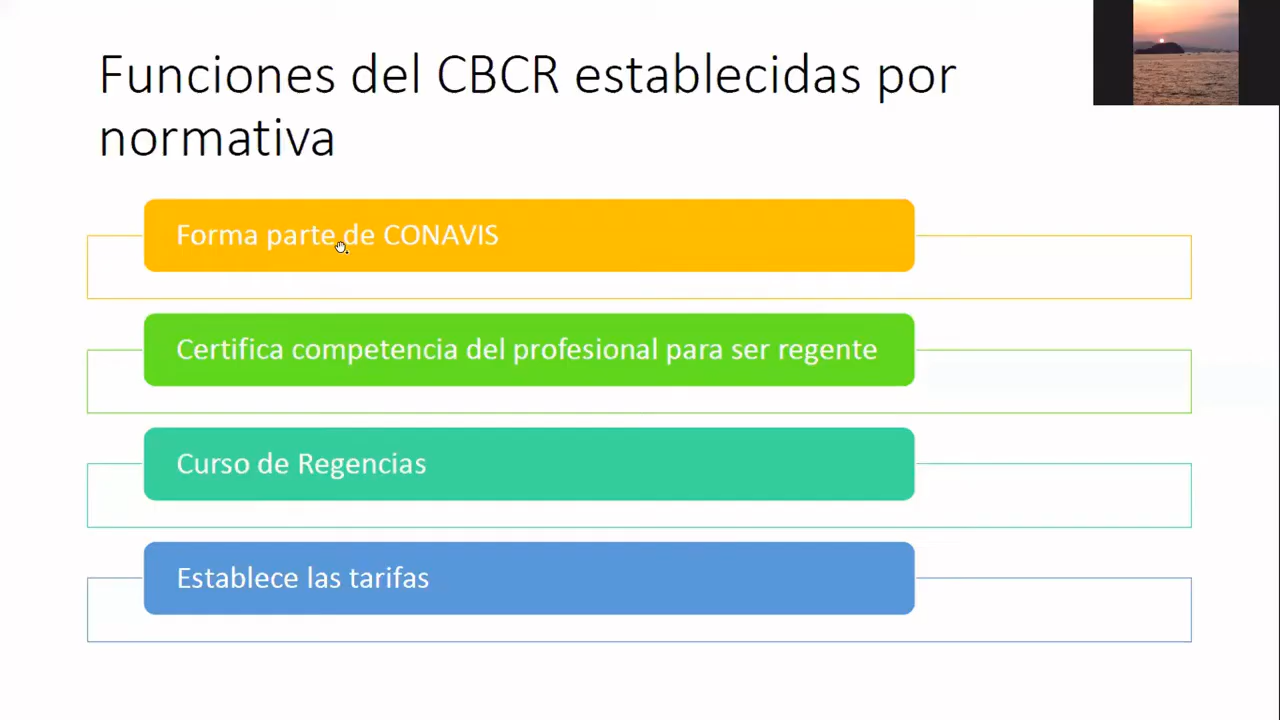 Funciones del CBCR establecidas por
normativa
Forma parte de CONAVIS
Certifica competencia del profesional para ser regente
Curso de Regencias
Establece las tarifas